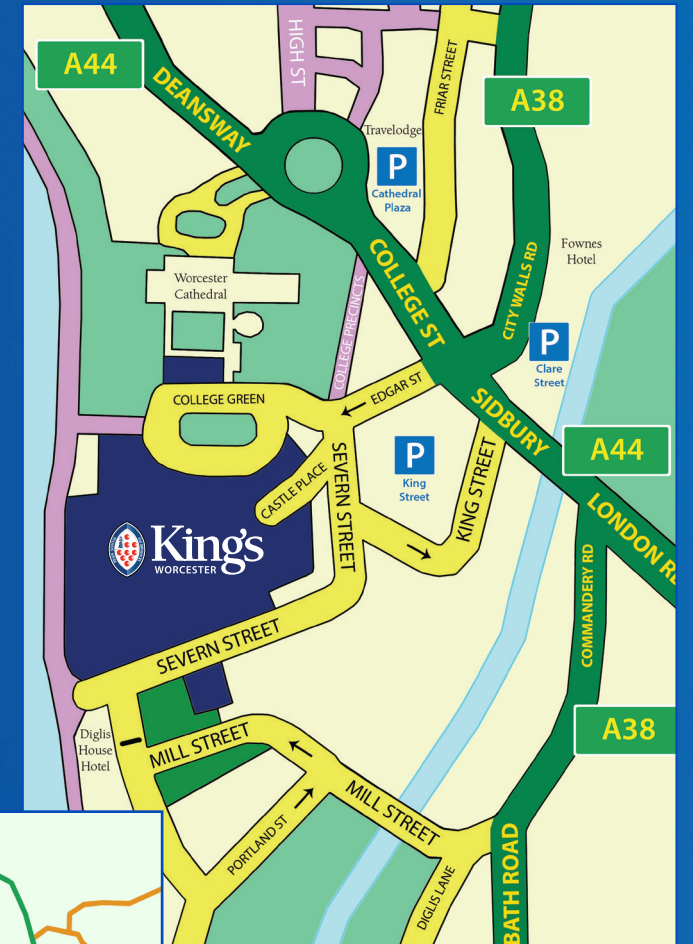 HIGH ST
A44
DEANSWAY
FRIAR STREET
A38
Travelodge
P
Cathedral
Plaza
COLLEGE ST
CITY WALLS RD
Fownes
Hotel
Worcester
Cathedral
COLLEGE PRECINCTS
P
Clare
Street
COLLEGE GREEN
EDGAR ST
SIDBURY
A44
P
King
Street
CASTLE PLACE
SEVERN STREET
KING STREET
LONDON R
King's
WORCESTER
COMMANDERY RD
SEVERN STREET
A38
Diglis
House
Hotel
MILL STREET
MILL STREET
PORTLAND ST
DIGLIS LANE
BATH ROAD